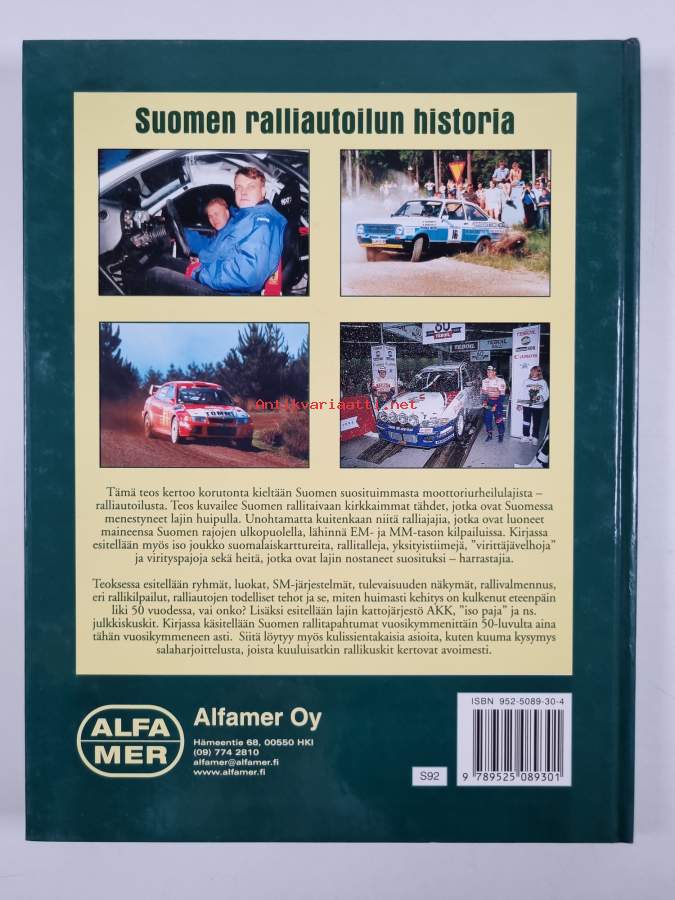 Suomen ralliautoilun historia
16
TOMMI
60
TEBOIL
TEBOIL
Antikvariaatti.net
Tämä teos kertoo korutonta kieltään Suomen suosituimmasta moottoriurheilulajista –
ralliautoilusta. Teos kuvailee Suomen rallitaivaan kirkkaimmat tähdet, jotka ovat Suomessa
menestyneet lajin huipulla. Unohtamatta kuitenkaan niitä ralliajajia, jotka ovat luoneet
maineensa Suomen rajojen ulkopuolella, lähinnä EM- ja MM-tason kilpailuissa. Kirjassa
esitellään myös iso joukko suomalaiskarttureita, rallitalleja, yksityistiimejä, "virittäjävelhoja"
ja virityspajoja sekä heitä, jotka ovat lajin nostaneet suosituksi – harrastajia.
Teoksessa esitellään ryhmät, luokat, SM-järjestelmät, tulevaisuuden näkymät, rallivalmennus,
eri rallikilpailut, ralliautojen todelliset tehot ja se, miten huimasti kehitys on kulkenut eteenpäin
liki 50 vuodessa, vai onko? Lisäksi esitellään lajin kattojärjestö AKK, "iso paja" ja ns.
julkkiskuskit. Kirjassa käsitellään Suomen rallitapahtumat vuosikymmenittäin 50-luvulta aina
tähän vuosikymmeneen asti. Siitä löytyy myös kulissientakaisia asioita, kuten kuuma kysymys
salaharjoittelusta, joista kuuluisatkin rallikuskit kertovat avoimesti.
ALFA
MER
Alfamer Oy
Hämeentie 68, 00550 HKI
(09) 774 2810
alfamer@alfamer.fi
www.alfamer.fi
S92
ISBN 952-5089-30-4
9 789525 089301